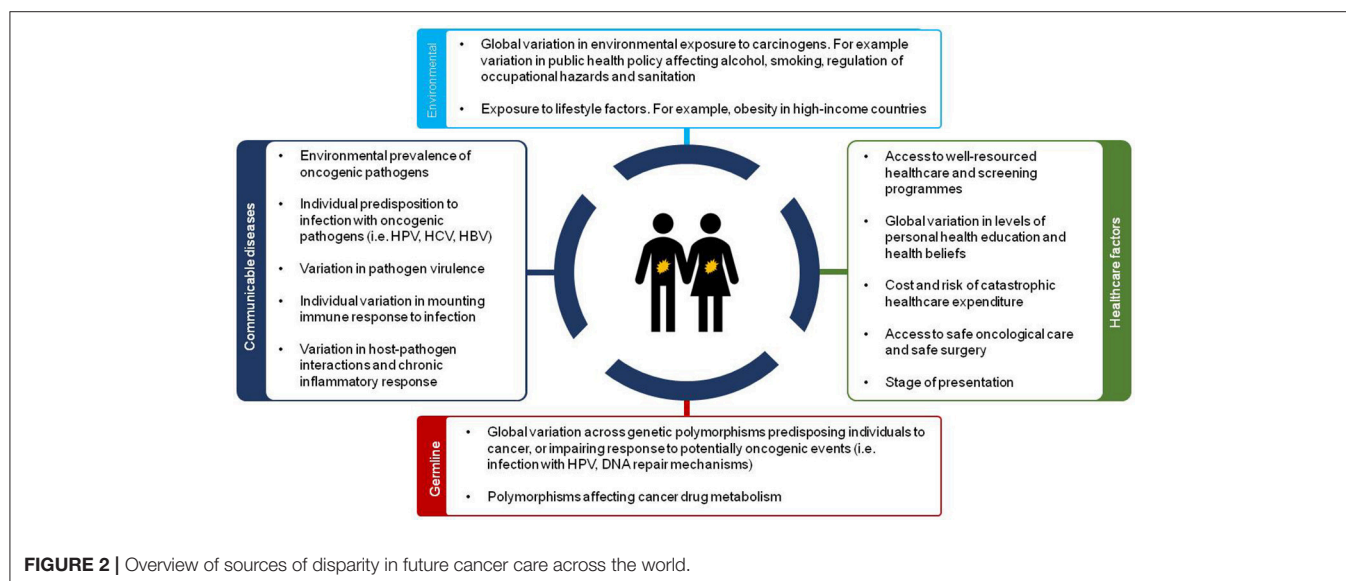 Environmental
• Global variation in environmental exposure to carcinogens. For example
variation in public health policy affecting alcohol, smoking, regulation of
occupational hazards and sanitation
• Exposure to lifestyle factors. For example, obesity in high-income countries
Communicable diseases
• Environmental prevalence of
oncogenic pathogens
• Individual predisposition to
infection with oncogenic
pathogens (i.e. HPV, HCV, HBV)
• Variation in pathogen virulence
• Individual variation in mounting
immune response to infection
• Variation in host-pathogen
interactions and chronic
inflammatory response
• Access to well-resourced
healthcare and screening
programmes
• Global variation in levels of
personal health education and
health beliefs
• Cost and risk of catastrophic
healthcare expenditure
• Access to safe oncological care
and safe surgery
• Stage of presentation
Healthcare factors
Germline
• Global variation across genetic polymorphisms predisposing individuals to
cancer, or impairing response to potentially oncogenic events (i.e.
infection with HPV, DNA repair mechanisms)
• Polymorphisms affecting cancer drug metabolism
FIGURE 2 | Overview of sources of disparity in future cancer care across the world.